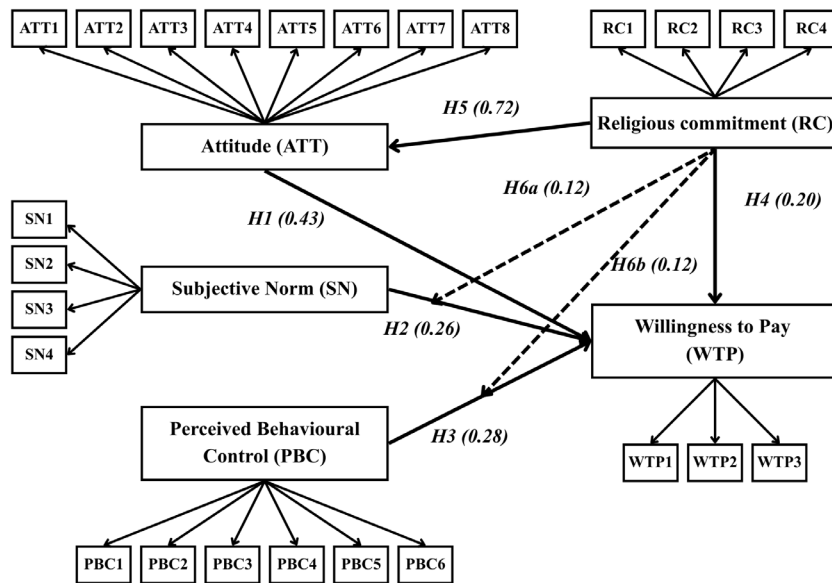 ATT1 ATT2 ATT3 ATT4 ATT5 ATT6 ATT7 ATT8
RC1 RC2 RC3 RC4
H5 (0.72)
Attitude (ATT)
Religious commitment (RC)
H6a (0.12)
H4 (0.20)
H1 (0.43)
SN1
SN2
SN3
SN4
Subjective Norm (SN)
H6b (0.12)
H2 (0.26)
Willingness to Pay
(WTP)
Perceived Behavioural
Control (PBC)
H3 (0.28)
WTP1 WTP2 WTP3
PBC1 PBC2 PBC3 PBC4 PBC5 PBC6